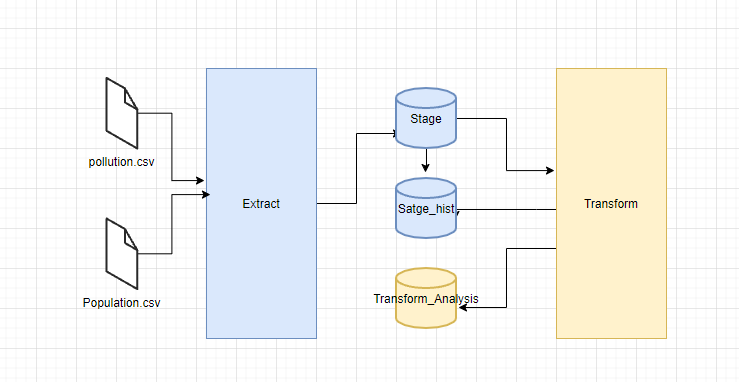 pollution.csv
Population.csv
Extract
Stage
Satge_hist
Transform_Analysis
Transform